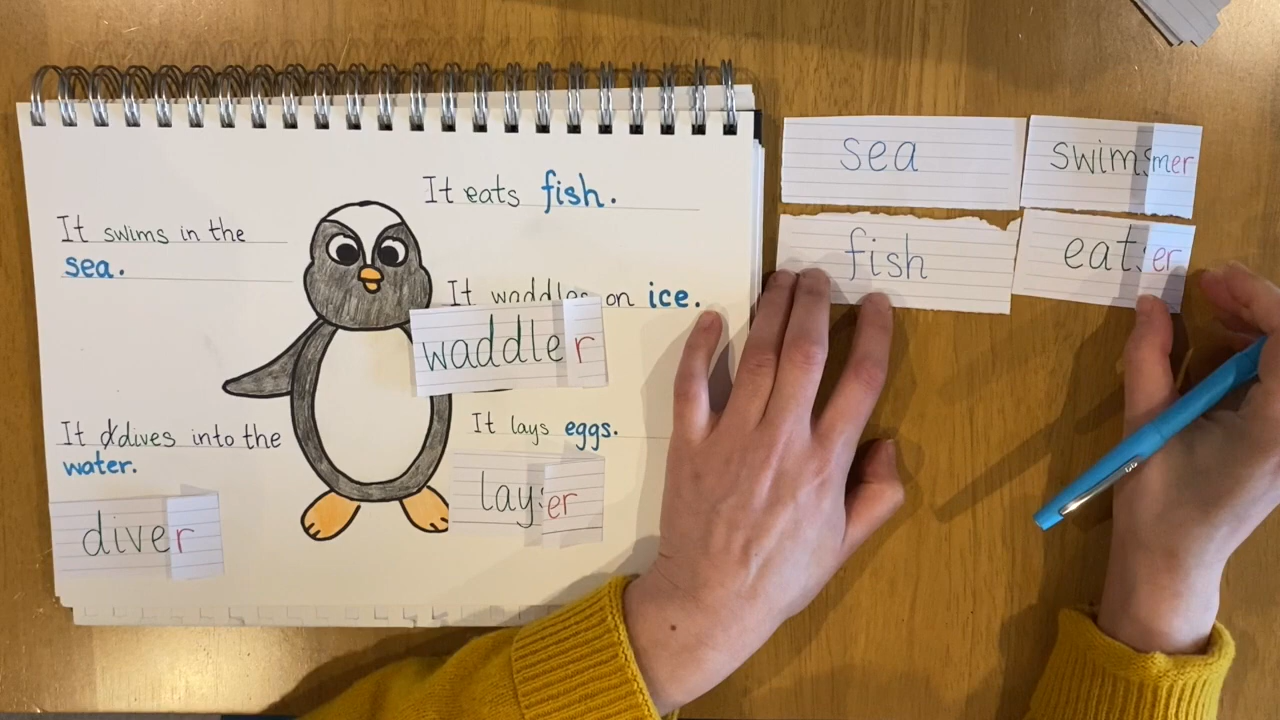 It eats fish.
It swims in the
sea.
It waddles on ice.
waddler
It dives into the
water.
diver
It lays eggs.
layer
sea
swimmer
fish
eater